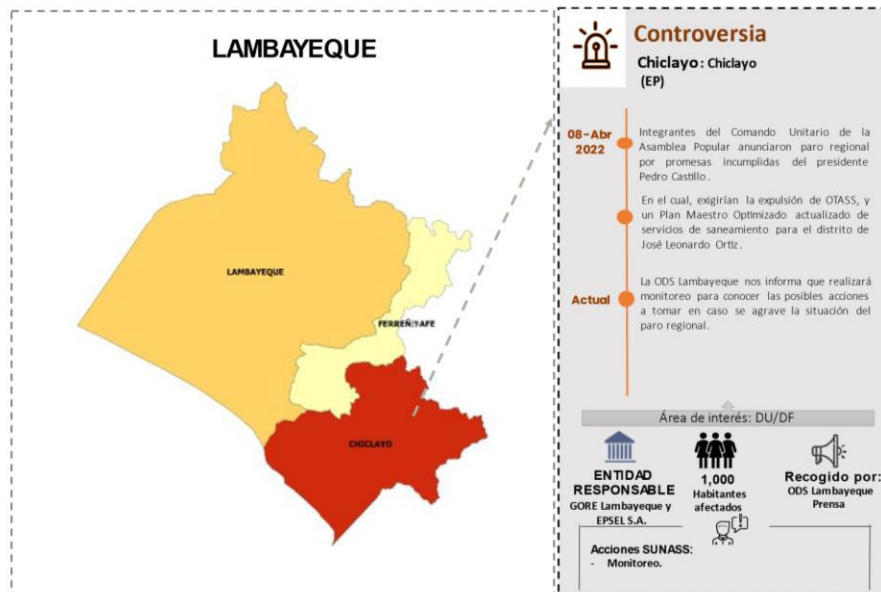 LAMBAYEQUE
LAMBAYEQUE
FERREÑAFE
CHICLAYO
Controversia
Chiclayo: Chiclayo
(EP)
08-Abr
2022
Integrantes del Comando Unitario de la
Asamblea Popular anunciaron paro regional
por promesas incumplidas del presidente
Pedro Castillo.
En el cual, exigirían la expulsión de OTASS, y
un Plan Maestro Optimizado actualizado de
servicios de saneamiento para el distrito de
José Leonardo Ortiz.
Actual
La ODS Lambayeque nos informa que realizará
monitoreo para conocer las posibles acciones
a tomar en caso se agrave la situación del
paro regional.
Área de interés: DU/DF
ENTIDAD
RESPONSABLE
GORE Lambayeque y
EPSEL S.A.
1,000
Habitantes
afectados
Recogido por:
ODS Lambayeque
Prensa
Acciones SUNASS:
- Monitoreo.